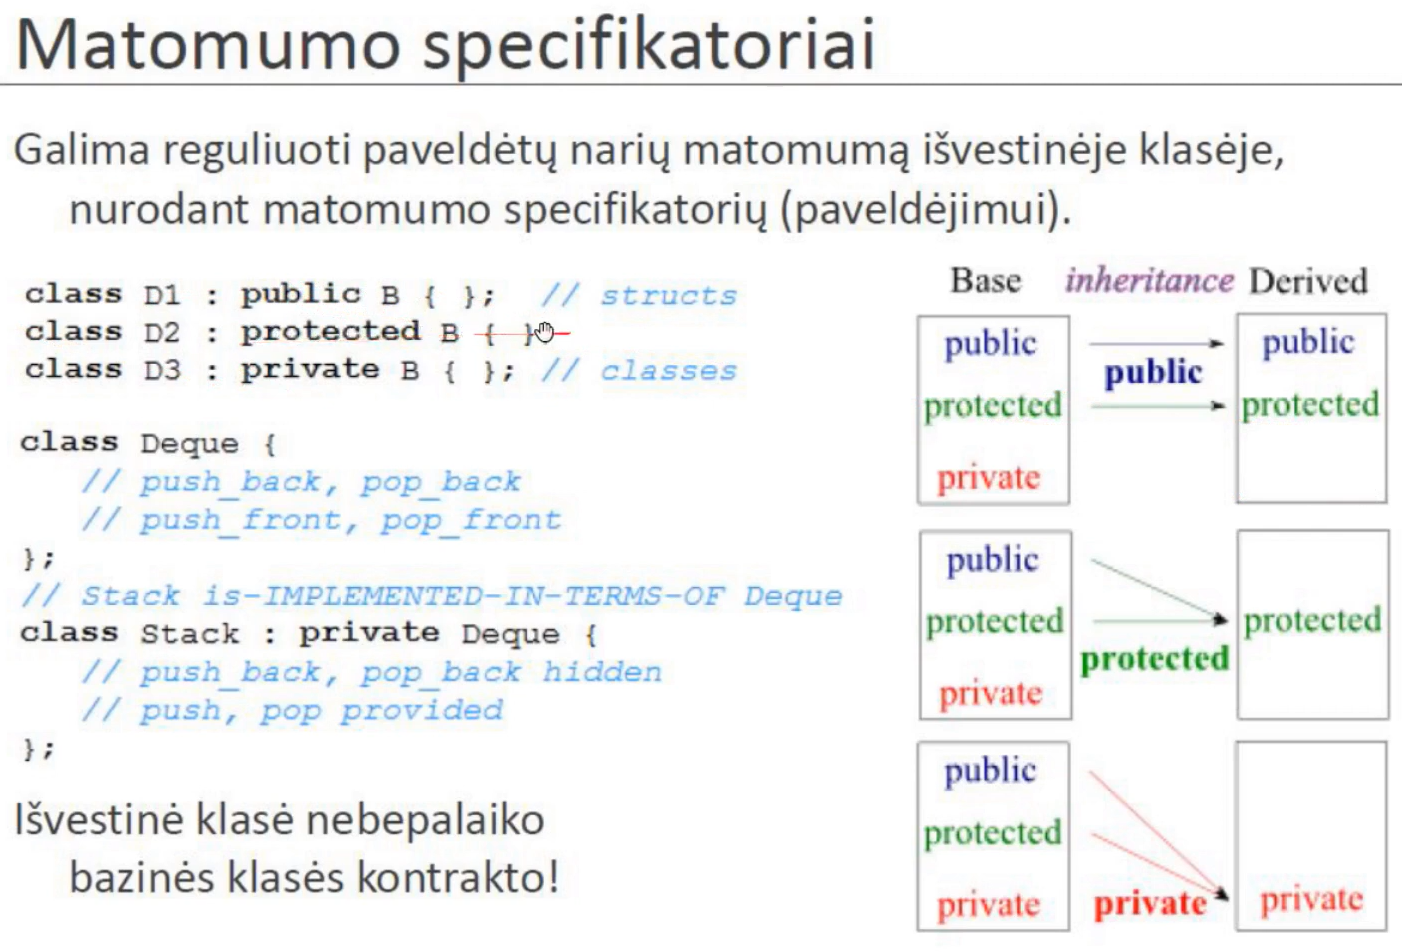 Matomumo specifikatoriai
Galima reguliuoti paveldėtų narių matomumą išvestinėje klasėje,
nurodant matomumo specifikatorių (paveldėjimui).
class D1 : public B { }; // structs
class D2 : protected B { }
class D3 : private B { }; // classes
class Deque {
// push_back, pop_back
// push_front, pop_front
};
// Stack is-IMPLEMENTED-IN-TERMS-OF Deque
class Stack : private Deque {
// push_back, pop_back hidden
// push, pop provided
};
Išvestinė klasė nebepalaiko
bazinės klasės kontrakto!
Base inheritance Derived
public public
public
protected protected
private
public
protected protected
protected
private
public
protected
private private private